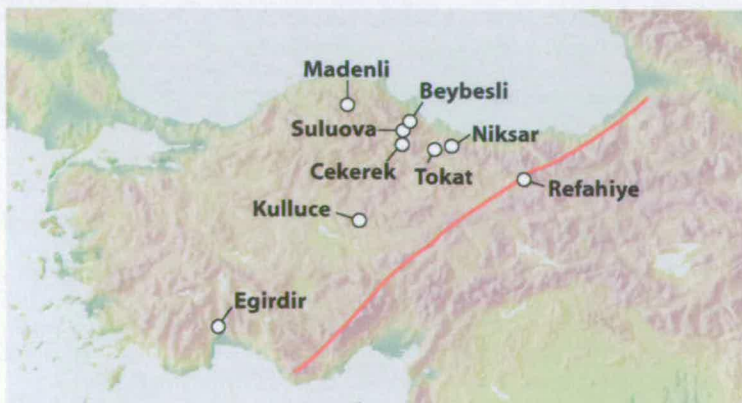 Madenli
Beybesli
Suluova
Niksar
Cekerek
Tokat
Refahiye
Kulluce
Egirdir